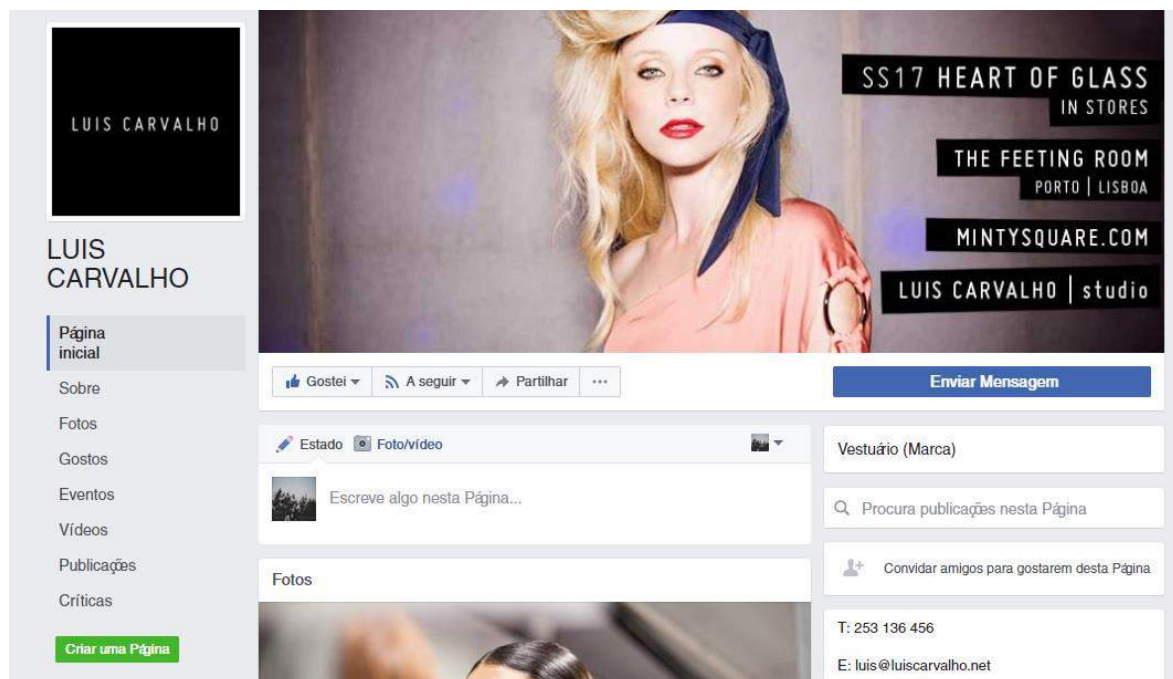 LUIS CARVALHO
LUIS
CARVALHO
Página
inicial
Sobre
Fotos
Gostos
Eventos
Vídeos
Publicações
Críticas
Criar uma Página
SS17 HEART OF GLASS
IN STORES
THE FEETING ROOM
PORTO | LISBOA
MINTYSQUARE.COM
LUIS CARVALHO | studio
Gostei A seguir Partilhar ...
Enviar Mensagem
Estado Foto/vídeo
Escreve algo nesta Página...
Fotos
Vestuário (Marca)
Procura publicações nesta Página
Convidar amigos para gostarem desta Página
T: 253 136 456
E: luis@luiscarvalho.net